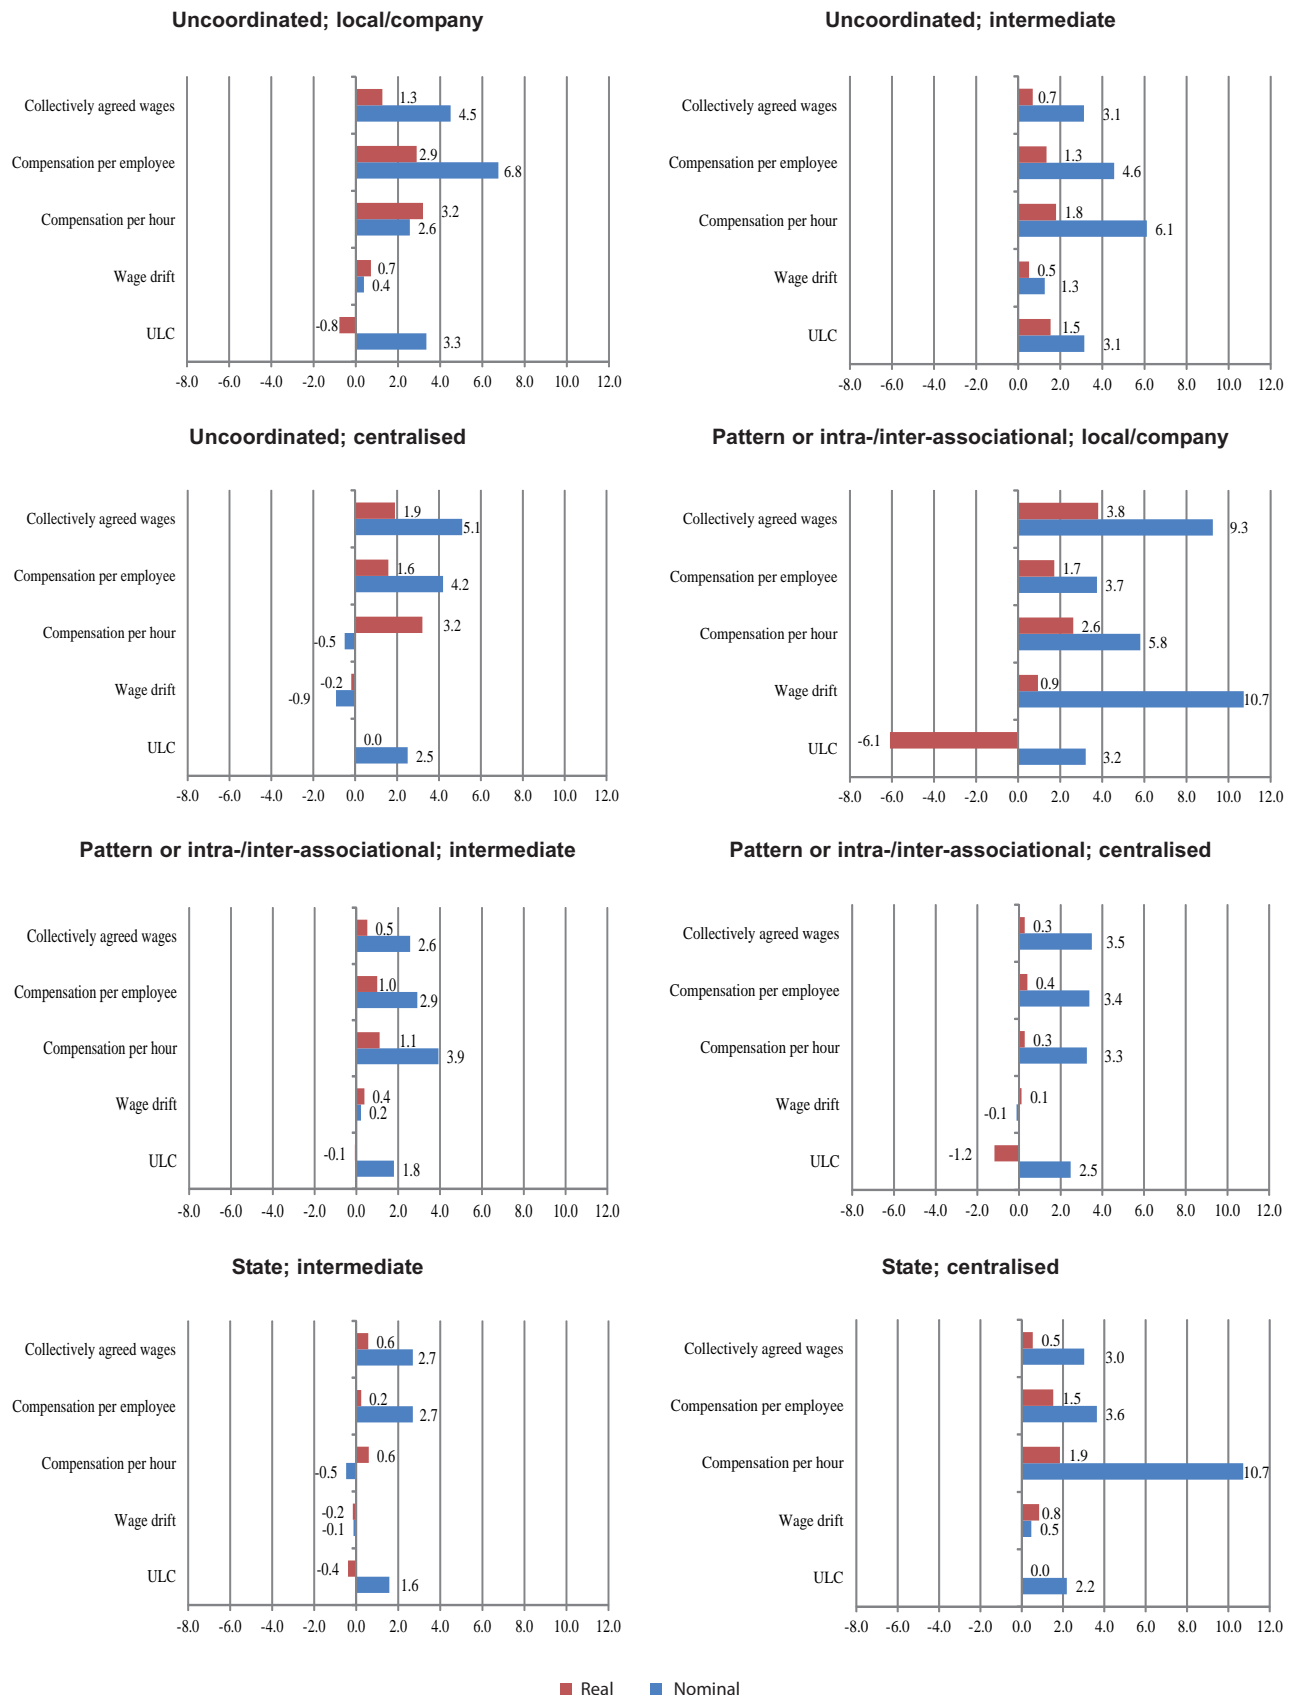 Uncoordinated; local/company
Collectively agreed wages
1.3
4.5
Compensation per employee
2.9
6.8
Compensation per hour
3.2
2.6
Wage drift
0.7
0.4
ULC
-0.8
3.3
-8.0 -6.0 -4.0 -2.0 0.0 2.0 4.0 6.0 8.0 10.0 12.0
Uncoordinated; intermediate
Collectively agreed wages
0.7
3.1
Compensation per employee
1.3
4.6
Compensation per hour
1.8
6.1
Wage drift
0.5
1.3
ULC
1.5
3.1
-8.0 -6.0 -4.0 -2.0 0.0 2.0 4.0 6.0 8.0 10.0 12.0
Uncoordinated; centralised
Collectively agreed wages
1.9
5.1
Compensation per employee
1.6
4.2
Compensation per hour
3.2
-0.5
Wage drift
-0.2
-0.9
ULC
0.0
2.5
-8.0 -6.0 -4.0 -2.0 0.0 2.0 4.0 6.0 8.0 10.0 12.0
Pattern or intra-/inter-associational; local/company
Collectively agreed wages
3.8
9.3
Compensation per employee
1.7
3.7
Compensation per hour
2.6
5.8
Wage drift
0.9
10.7
ULC
-6.1
3.2
-8.0 -6.0 -4.0 -2.0 0.0 2.0 4.0 6.0 8.0 10.0 12.0
Pattern or intra-/inter-associational; intermediate
Collectively agreed wages
0.5
2.6
Compensation per employee
1.0
2.9
Compensation per hour
1.1
3.9
Wage drift
0.4
0.2
ULC
-0.1
1.8
-8.0 -6.0 -4.0 -2.0 0.0 2.0 4.0 6.0 8.0 10.0 12.0
Pattern or intra-/inter-associational; centralised
Collectively agreed wages
0.3
3.5
Compensation per employee
0.4
3.4
Compensation per hour
0.3
3.3
Wage drift
0.1
-0.1
ULC
-1.2
2.5
-8.0 -6.0 -4.0 -2.0 0.0 2.0 4.0 6.0 8.0 10.0 12.0
State; intermediate
Collectively agreed wages
0.6
2.7
Compensation per employee
0.2
2.7
Compensation per hour
0.6
-0.5
Wage drift
-0.2
-0.1
ULC
-0.4
1.6
-8.0 -6.0 -4.0 -2.0 0.0 2.0 4.0 6.0 8.0 10.0 12.0
State; centralised
Collectively agreed wages
0.5
3.0
Compensation per employee
1.5
3.6
Compensation per hour
1.9
10.7
Wage drift
0.8
0.5
ULC
0.0
2.2
-8.0 -6.0 -4.0 -2.0 0.0 2.0 4.0 6.0 8.0 10.0 12.0
Real Nominal